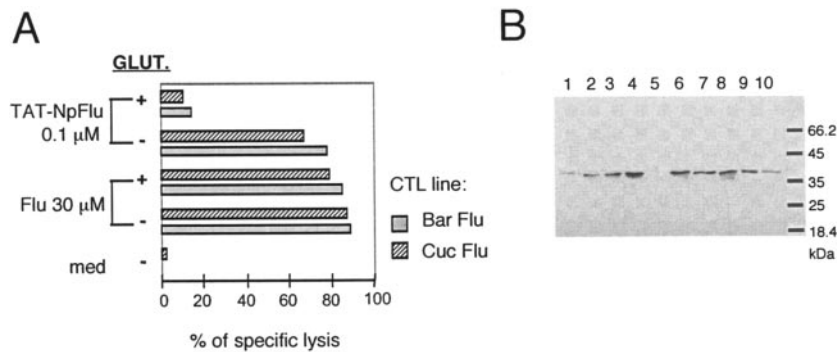 A
GLUT.
TAT-NpFlu
0.1 μM
+
-
Flu 30 μM
+
-
med
-
0 20 40 60 80 100
% of specific lysis
CTL line:
Bar Flu
Cuc Flu
B
1 2 3 4 5 6 7 8 9 10
66.2
45
35
25
18.4
kDa